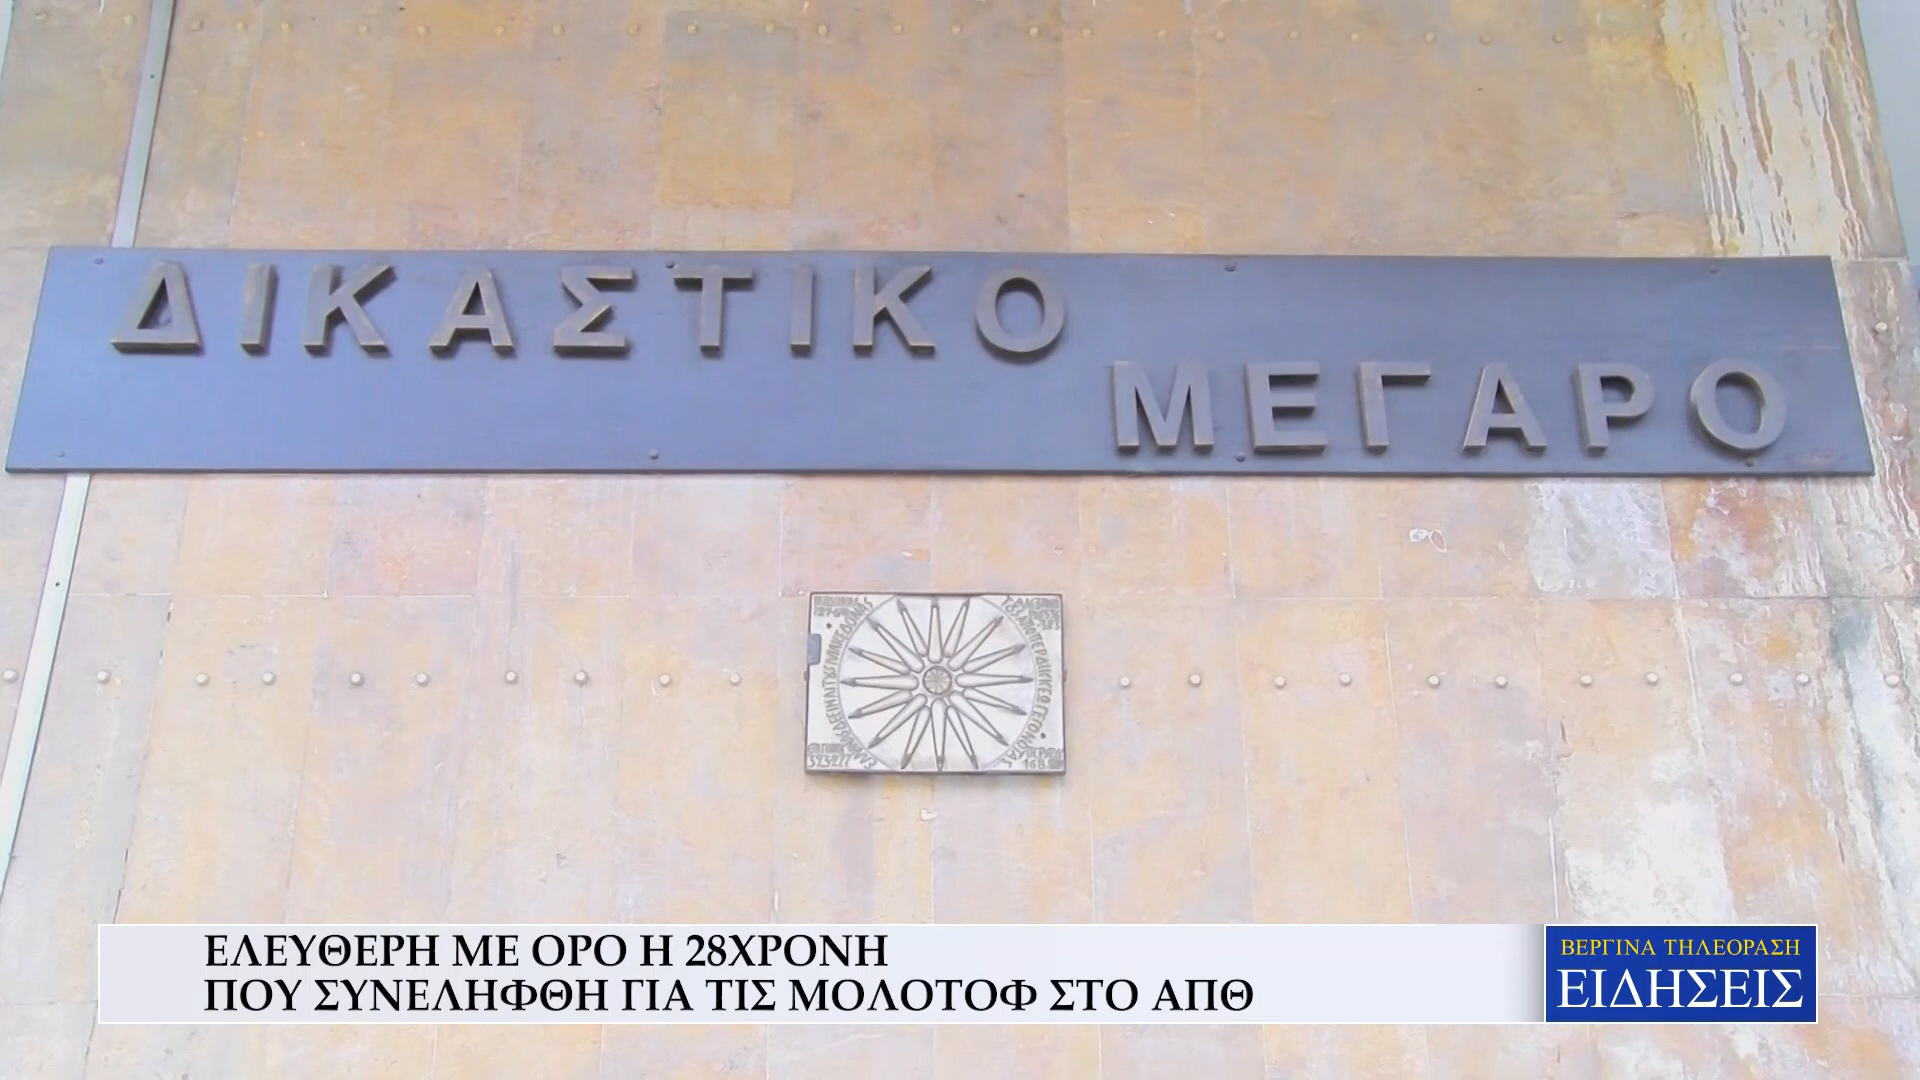 ΔΙΚΑΣΤΙΚΟ
ΜΕΓΑΡΟ
ΕΛΕΥΘΕΡΗ ΜΕ ΟΡΟ Η 28ΧΡΟΝΗ
ΠΟΥ ΣΥΝΕΛΗΦΘΗ ΓΙΑ ΤΙΣ ΜΟΛΟΤΟΦ ΣΤΟ ΑΠΘ
ΒΕΡΓΙΝΑ ΤΗΛΕΟΡΑΣΗ
ΕΙΔΗΣΕΙΣ